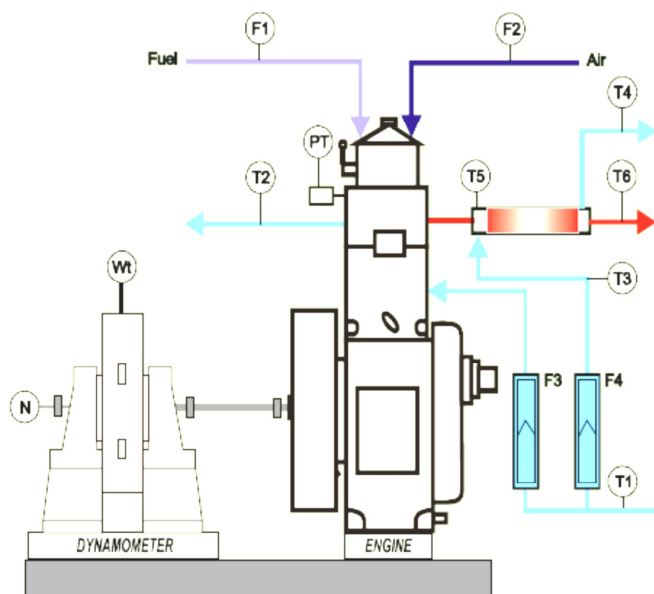 F1
F2
Fuel
Air
T4
PT
T2
T5
T6
Wt
T3
F3
F4
N
T1
DYNAMOMETER
ENGINE